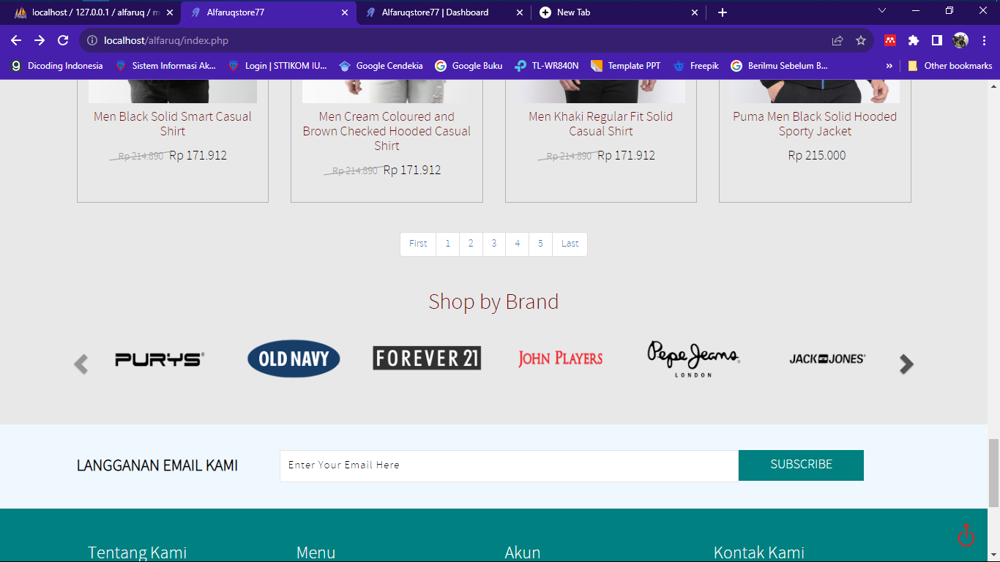 localhost / 127.0.0.1 / alfaruq / m
Alfaruqstore77
Alfaruqstore77 | Dashboard
New Tab
localhost/alfaruq/index.php
Dicoding Indonesia
Sistem Informasi Ak...
Login | STTIKOM IU...
Google Cendekia
Google Buku
TL-WR840N
Template PPT
Freepik
Berilmu Sebelum B...
»
Other bookmarks
Men Black Solid Smart Casual
Shirt
Rp 214.890 Rp 171.912
Men Cream Coloured and
Brown Checked Hooded Casual
Shirt
Rp 214.890 Rp 171.912
Men Khaki Regular Fit Solid
Casual Shirt
Rp 214.890 Rp 171.912
Puma Men Black Solid Hooded
Sporty Jacket
Rp 215.000
First 1 2 3 4 5 Last
Shop by Brand
PURYS
OLD NAVY
FOREVER 21
JOHN PLAYERS
Pepe Jeans
LONDON
JACK JONES
LANGGANAN EMAIL KAMI
Enter Your Email Here
SUBSCRIBE
Tentang Kami
Menu
Akun
Kontak Kami